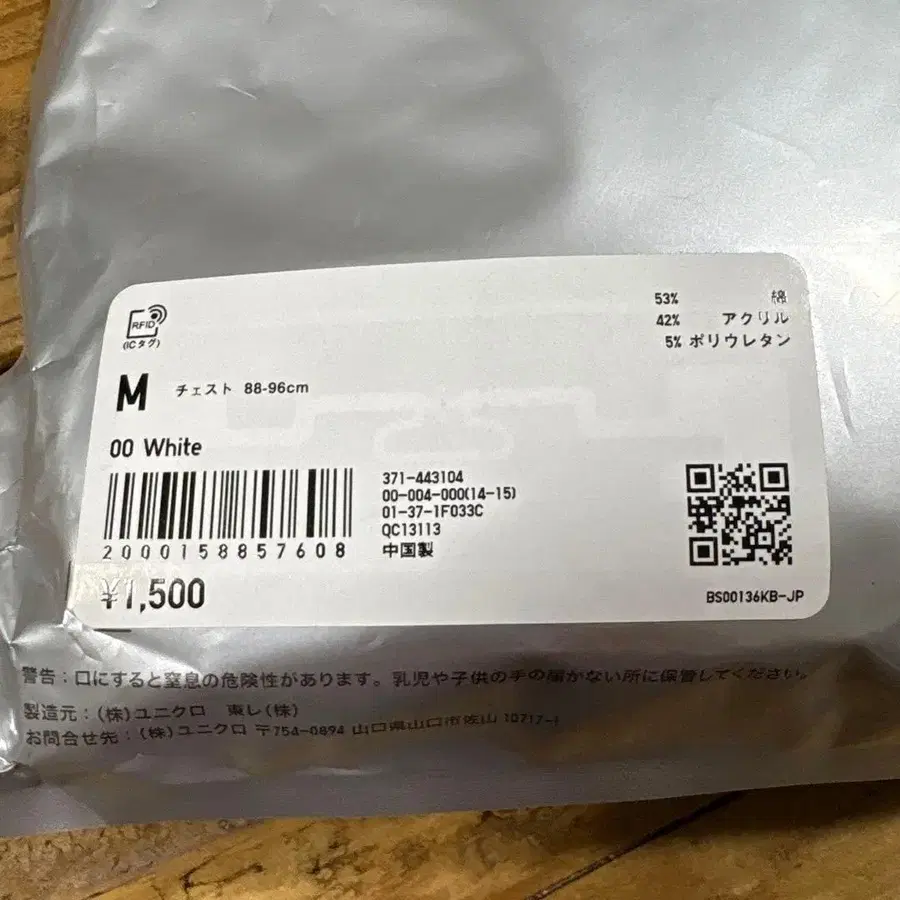 RFID
(ICタグ)
53% 綿
42% アクリル
5% ポリウレタン
M チェスト 88-96cm
00 White
371-443104
00-004-000(14-15)
01-37-1F033C
QC13113
中国製
2000158857608
¥1,500
BS00136KB-JP
警告：口にすると窒息の危険性があります。乳児や子供の手の届かない所に保管してください。
製造元：(株)ユニクロ 東レ(株)
お問合せ先：(株)ユニクロ 〒754-0894 山口県山口市佐山 10717-1